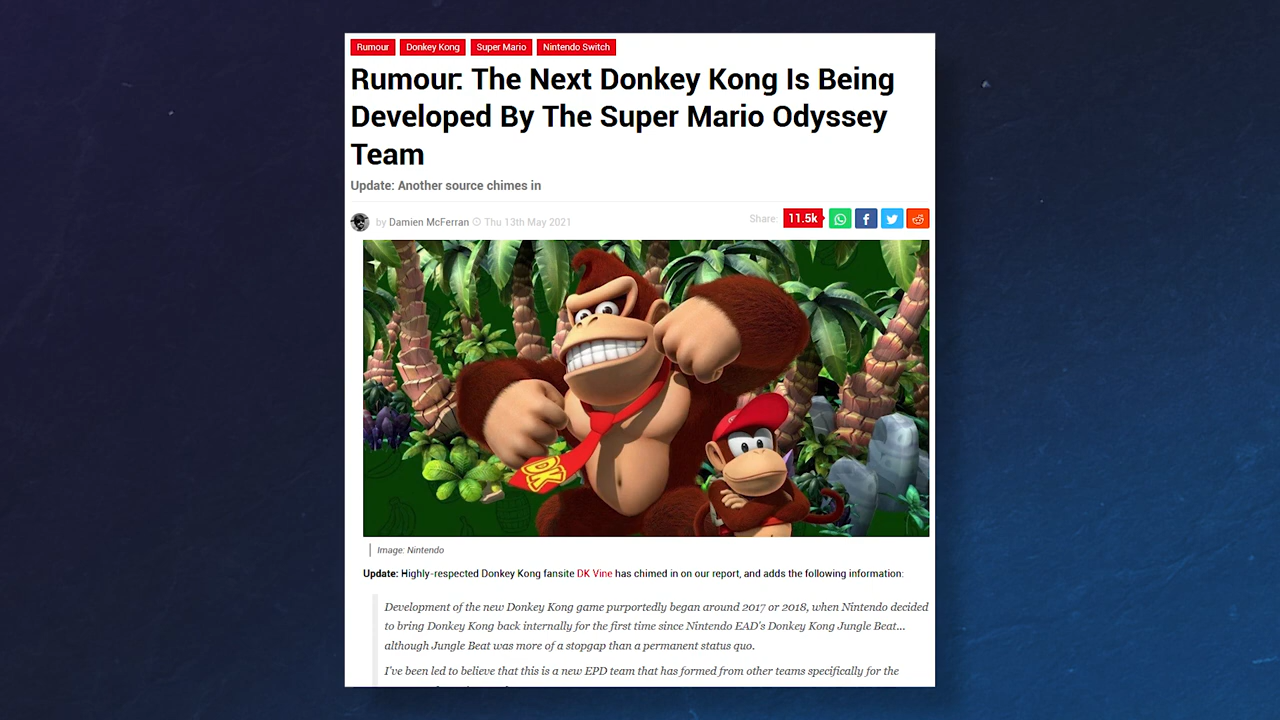 Rumour Donkey Kong Super Mario Nintendo Switch
Rumour: The Next Donkey Kong Is Being
Developed By The Super Mario Odyssey
Team
Update: Another source chimes in
by Damien McFerran Thu 13th May 2021
Share: 11.5k
DK
Image: Nintendo
Update: Highly-respected Donkey Kong fansite DK Vine has chimed in on our report, and adds the following information:
Development of the new Donkey Kong game purportedly began around 2017 or 2018, when Nintendo decided
to bring Donkey Kong back internally for the first time since Nintendo EAD's Donkey Kong Jungle Beat...
although Jungle Beat was more of a stopgap than a permanent status quo.
I've been led to believe that this is a new EPD team that has formed from other teams specifically for the